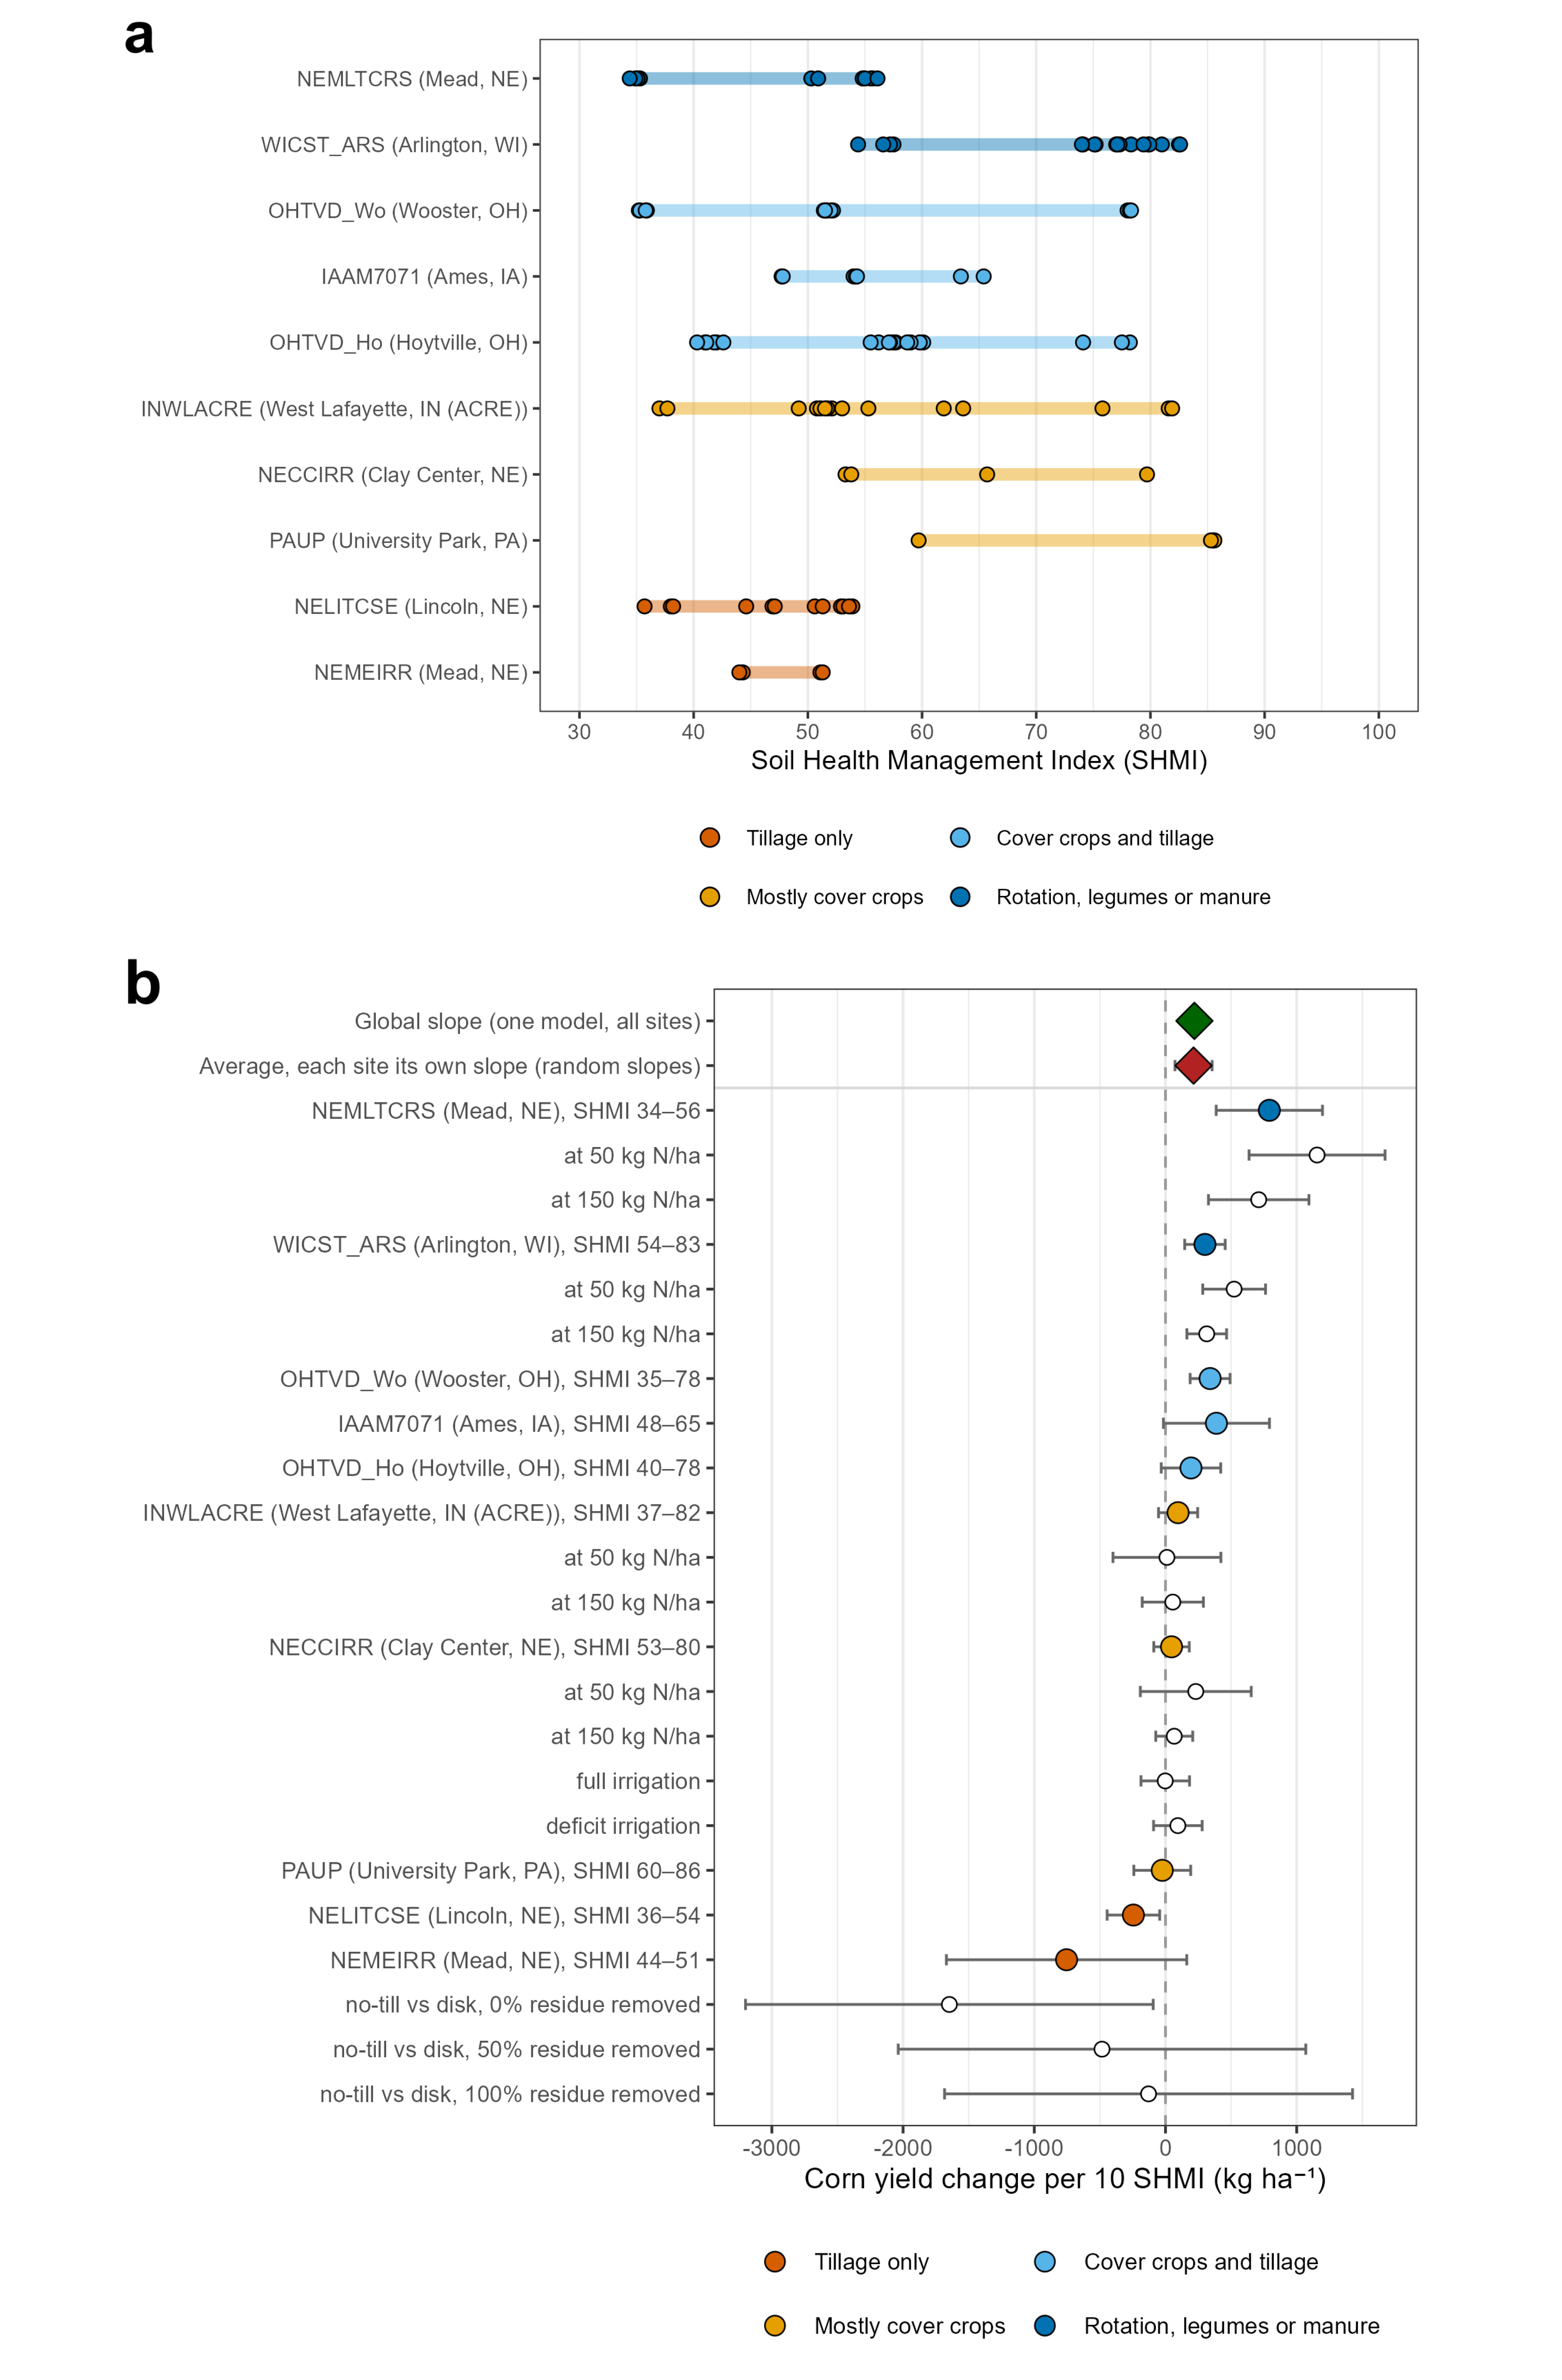 a
NEMLTCRS (Mead, NE)
WICST_ARS (Arlington, WI)
OHTVD_Wo (Wooster, OH)
IAAM7071 (Ames, IA)
OHTVD_Ho (Hoytville, OH)
INWLACRE (West Lafayette, IN (ACRE))
NECCIRR (Clay Center, NE)
PAUP (University Park, PA)
NELITCSE (Lincoln, NE)
NEMEIRR (Mead, NE)
30 40 50 60 70 80 90 100
Soil Health Management Index (SHMI)
Tillage only Cover crops and tillage
Mostly cover crops Rotation, legumes or manure
b
Global slope (one model, all sites)
Average, each site its own slope (random slopes)
NEMLTCRS (Mead, NE), SHMI 34–56
at 50 kg N/ha
at 150 kg N/ha
WICST_ARS (Arlington, WI), SHMI 54–83
at 50 kg N/ha
at 150 kg N/ha
OHTVD_Wo (Wooster, OH), SHMI 35–78
IAAM7071 (Ames, IA), SHMI 48–65
OHTVD_Ho (Hoytville, OH), SHMI 40–78
INWLACRE (West Lafayette, IN (ACRE)), SHMI 37–82
at 50 kg N/ha
at 150 kg N/ha
NECCIRR (Clay Center, NE), SHMI 53–80
at 50 kg N/ha
at 150 kg N/ha
full irrigation
deficit irrigation
PAUP (University Park, PA), SHMI 60–86
NELITCSE (Lincoln, NE), SHMI 36–54
NEMEIRR (Mead, NE), SHMI 44–51
no-till vs disk, 0% residue removed
no-till vs disk, 50% residue removed
no-till vs disk, 100% residue removed
-3000 -2000 -1000 0 1000
Corn yield change per 10 SHMI (kg ha⁻¹)
Tillage only Cover crops and tillage
Mostly cover crops Rotation, legumes or manure